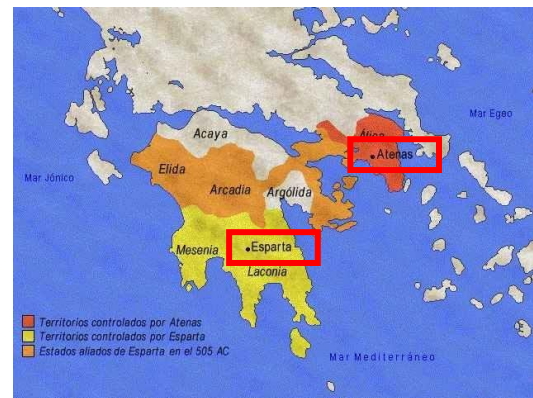 Mar Egeo
Acaya
Ática
Atenas
Elida
Mar Jónico
Arcadia
Argólida
Mesenia
Esparta
Laconia
Territorios controlados por Atenas
Territorios controlados por Esparta
Estados aliados de Esparta en el 505 AC
Mar Mediterráneo